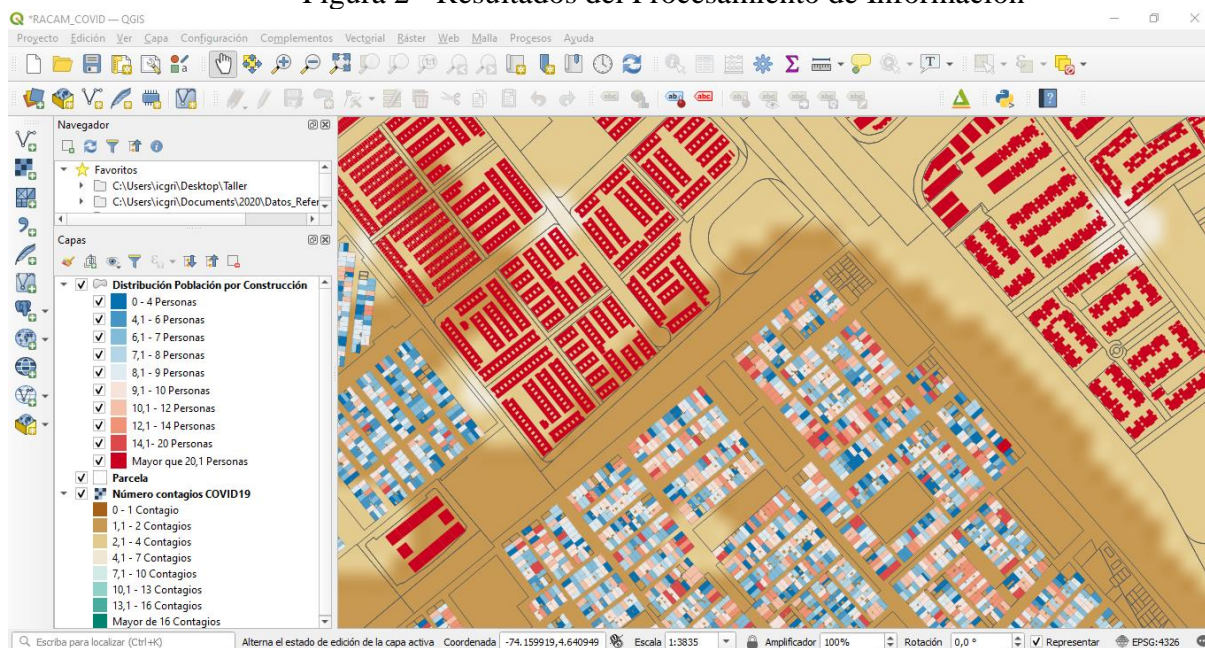 Figura 2 - Resultados del Procesamiento de Información
*RACAM_COVID — QGIS
Proyecto Edición Ver Capa Configuración Complementos Vectorial Ráster Web Malla Procesos Ayuda
Navegador
Favoritos
C:\Users\icgri\Desktop\Taller
C:\Users\icgri\Documents\2020\Datos_Refer
Capas
Distribución Población por Construcción
0 - 4 Personas
4,1 - 6 Personas
6,1 - 7 Personas
7,1 - 8 Personas
8,1 - 9 Personas
9,1 - 10 Personas
10,1 - 12 Personas
12,1 - 14 Personas
14,1- 20 Personas
Mayor que 20,1 Personas
Parcela
Número contagios COVID19
0 - 1 Contagio
1,1 - 2 Contagios
2,1 - 4 Contagios
4,1 - 7 Contagios
7,1 - 10 Contagios
10,1 - 13 Contagios
13,1 - 16 Contagios
Mayor de 16 Contagios
Escriba para localizar (Ctrl+K) Alterna el estado de edición de la capa activa Coordenada -74.159919,4.640949 Escala 1:3835 Amplificador 100% Rotación 0,0 ° Representar EPSG:4326